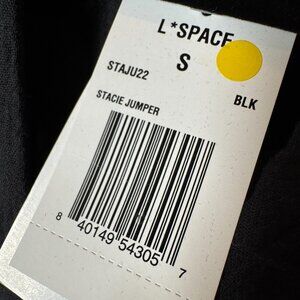 L*SPACE
S
STAJU22
STACIE JUMPER BLK
8 40149 54305 7